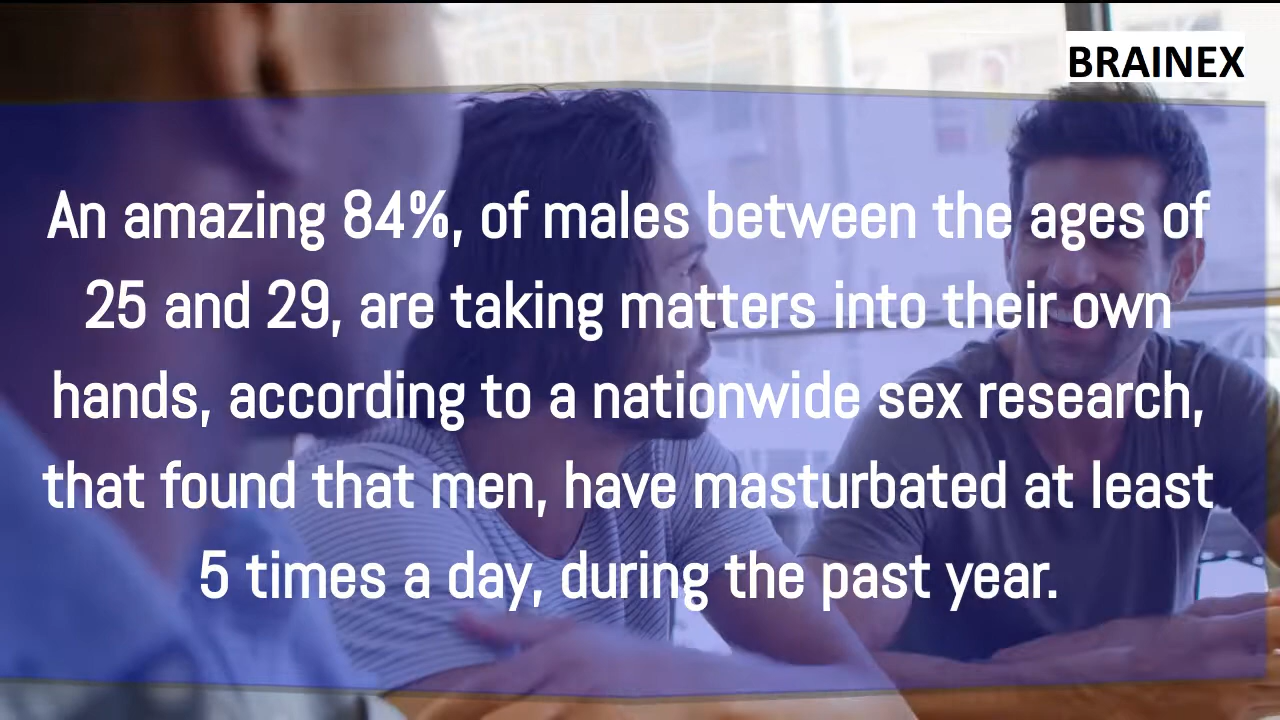 BRAINEX
An amazing 84%, of males between the ages of
25 and 29, are taking matters into their own
hands, according to a nationwide sex research,
that found that men, have masturbated at least
5 times a day, during the past year.